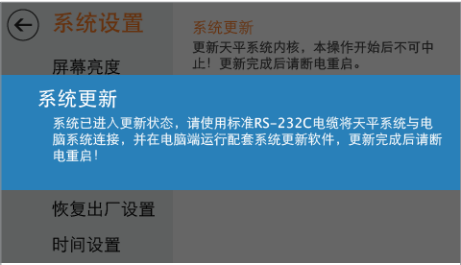 系统设置
系统更新
更新天平系统内核，本操作开始后不可中
止！更新完成后请断电重启。
屏幕亮度
系统更新
系统已进入更新状态，请使用标准RS-232C电缆将天平系统与电
脑系统连接，并在电脑端运行配套系统更新软件，更新完成后请断
电重启！
恢复出厂设置
时间设置